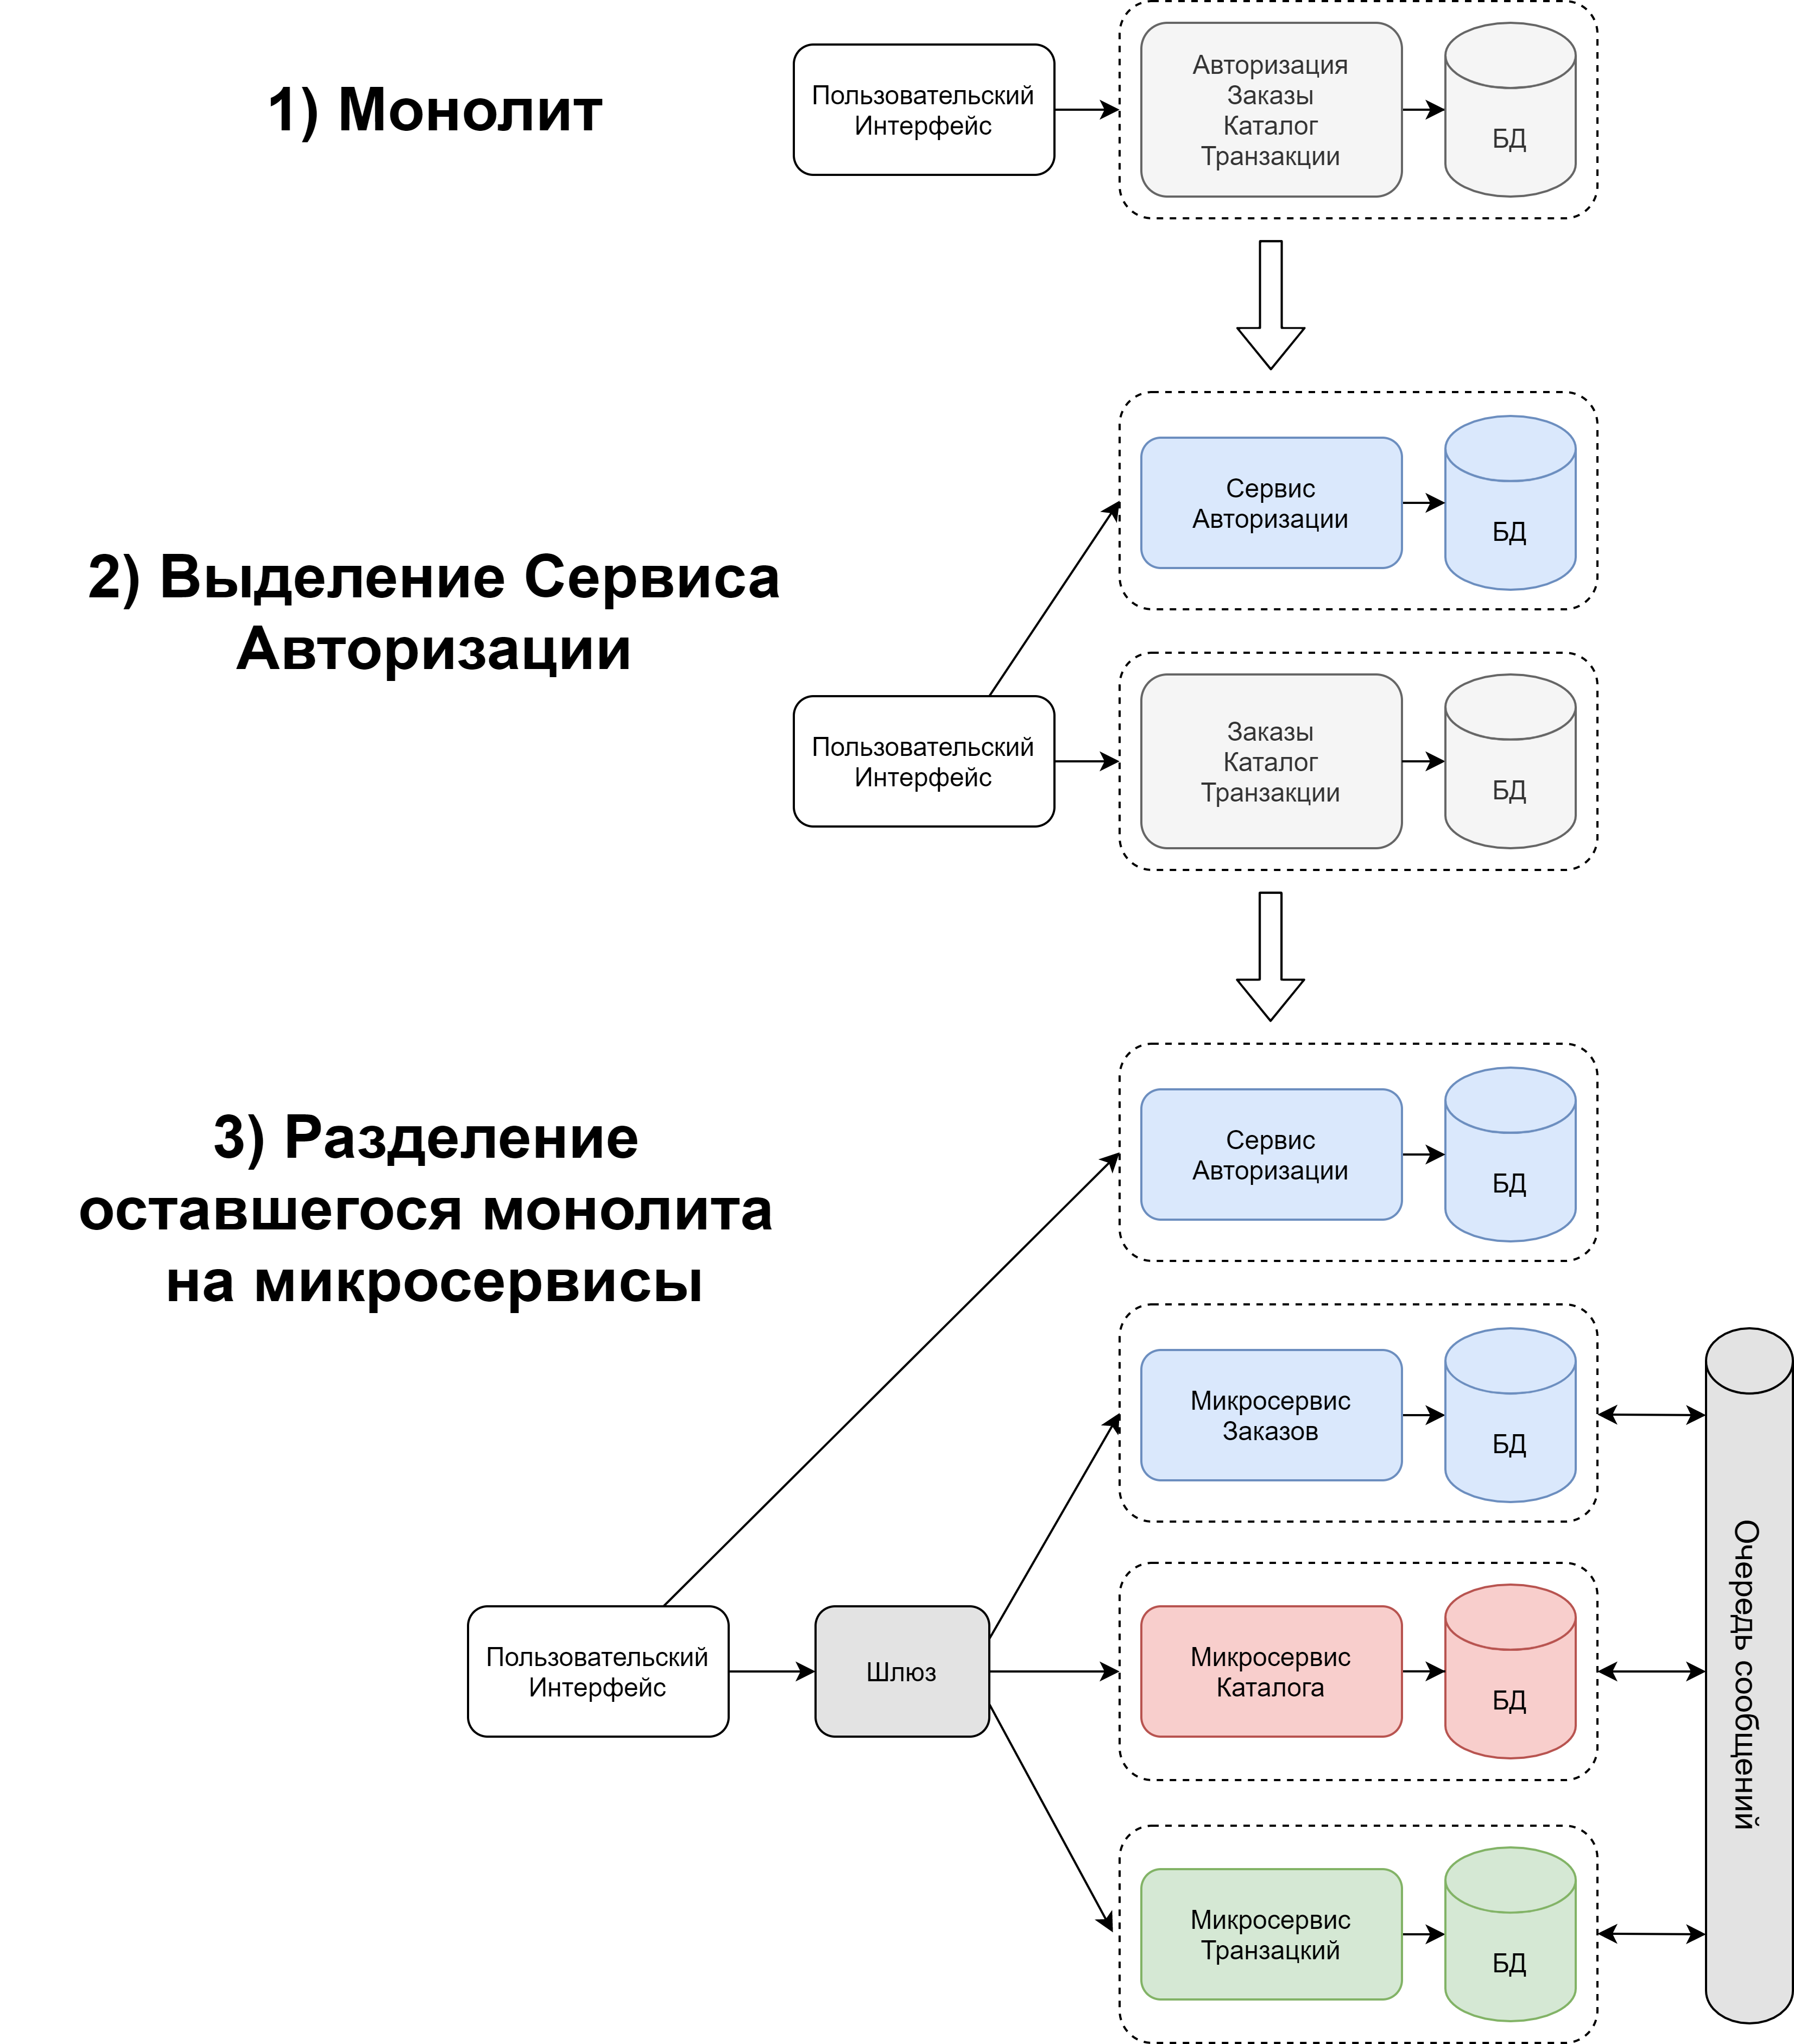 1) Монолит
Пользовательский
Интерфейс
Авторизация
Заказы
Каталог
Транзакции
БД
2) Выделение Сервиса
Авторизации
Сервис
Авторизации
БД
Пользовательский
Интерфейс
Заказы
Каталог
Транзакции
БД
3) Разделение
оставшегося монолита
на микросервисы
Сервис
Авторизации
БД
Микросервис
Заказов
БД
Пользовательский
Интерфейс
Шлюз
Микросервис
Каталога
БД
Микросервис
Транзацкий
БД
Очередь сообщений